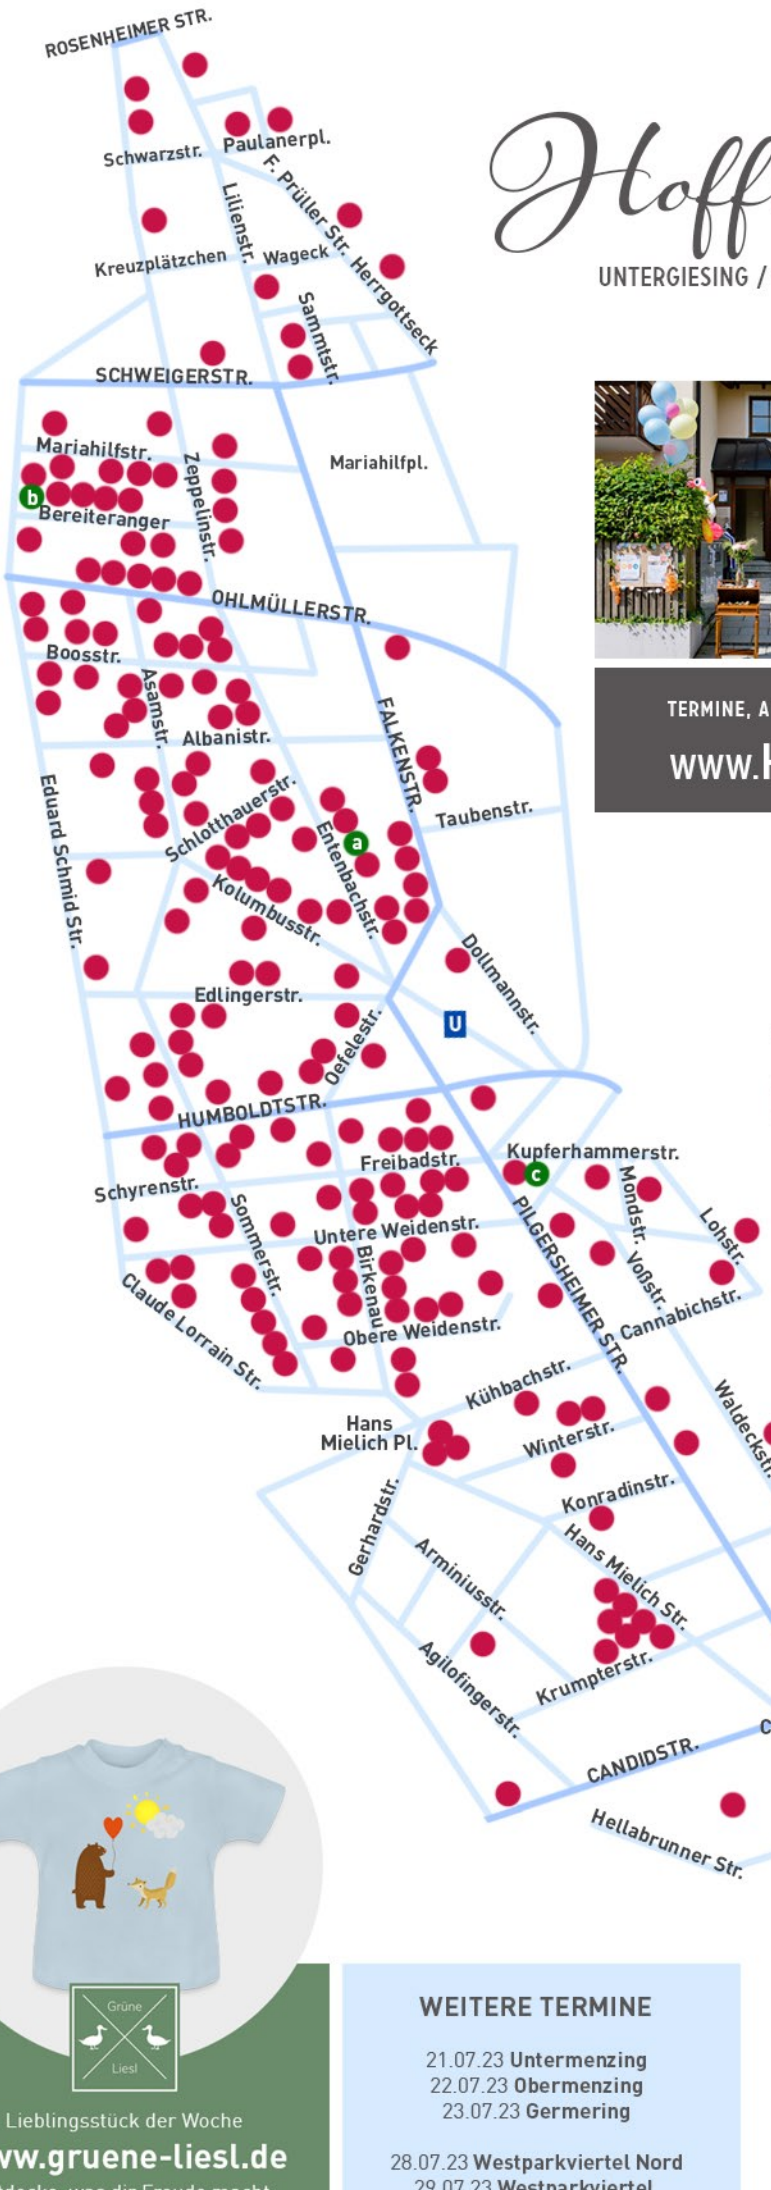 ROSENHEIMER STR.
Hoff
UNTERGIESING /
Schwarzstr.
Paulanerpl.
F. Prüller Str.
Lilienstr.
Kreuzplätzchen
Wageck
Herrgottseck
Sammtstr.
SCHWEIGERSTR.
Mariahilfstr.
Zeppelinstr.
Mariahilfpl.
b
Bereiteranger
OHLMÜLLERSTR.
Boosstr.
Asamstr.
Albanistr.
FALKENSTR.
TERMINE, A
www.h
Eduard Schmid Str.
Schlotthauerstr.
Entenbachstr.
a
Taubenstr.
Kolumbusstr.
Dollmannstr.
Edlingerstr.
U
Oefelestr.
HUMBOLDTSTR.
Freibadstr.
Kupferhammerstr.
c
Schyrenstr.
Sommerstr.
Untere Weidenstr.
Birkenau
PILGERSHEIMER STR.
Mondstr.
Lohstr.
Voßstr.
Claude Lorrain Str.
Obere Weidenstr.
Cannabichstr.
Kühbachstr.
Hans
Mielich Pl.
Winterstr.
Waldeckstr.
Konradinstr.
Gerhardstr.
Arminiusstr.
Hans Mielich Str.
Agilofingerstr.
Krumpterstr.
CANDIDSTR.
C
Hellabrunner Str.
Grüne
Liesl
Lieblingsstück der Woche
ww.gruene-liesl.de
WEITERE TERMINE
21.07.23 Untermenzing
22.07.23 Obermenzing
23.07.23 Germering
28.07.23 Westparkviertel Nord
29.07.23 Westparkviertel